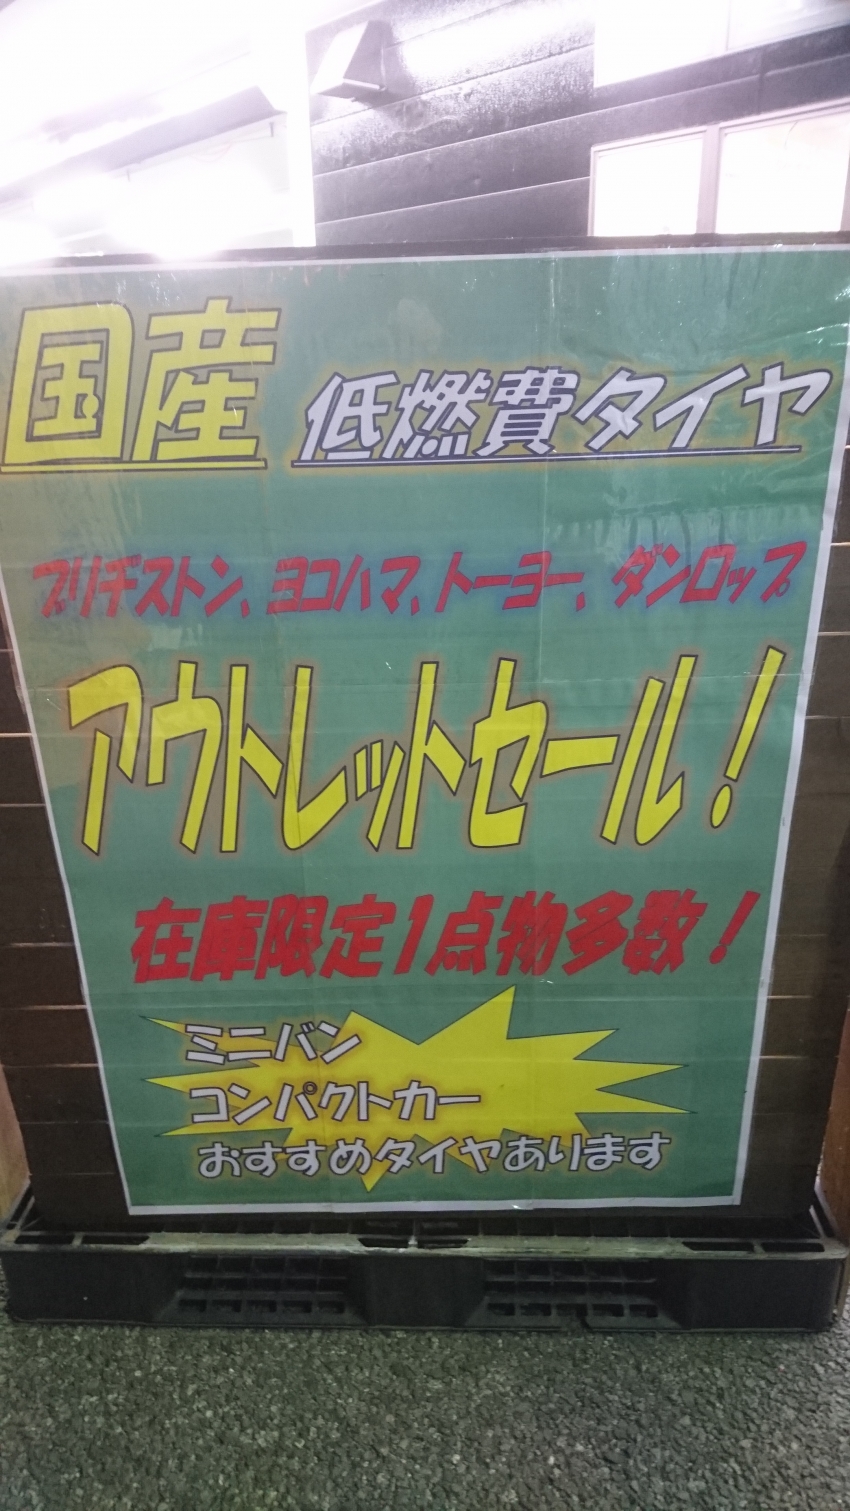 国産 低燃費タイヤ
ブリヂストン、ヨコハマ、トーヨー、ダンロップ
アウトレットセール！
在庫限定1点物多数！
ミニバン
コンパクトカー
おすすめタイヤあります